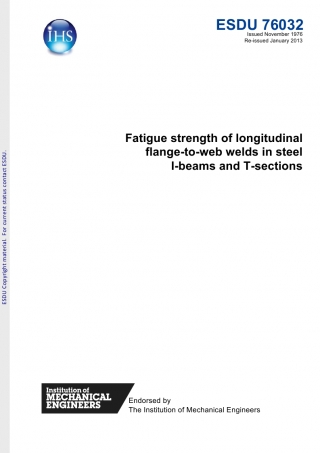 IHS
ESDU 76032
Issued November 1976
Re-issued January 2013
Fatigue strength of longitudinal
flange-to-web welds in steel
I-beams and T-sections
ESDU Copyright material. For current status contact ESDU.
Institution of
MECHANICAL
ENGINEERS
Endorsed by
The Institution of Mechanical Engineers